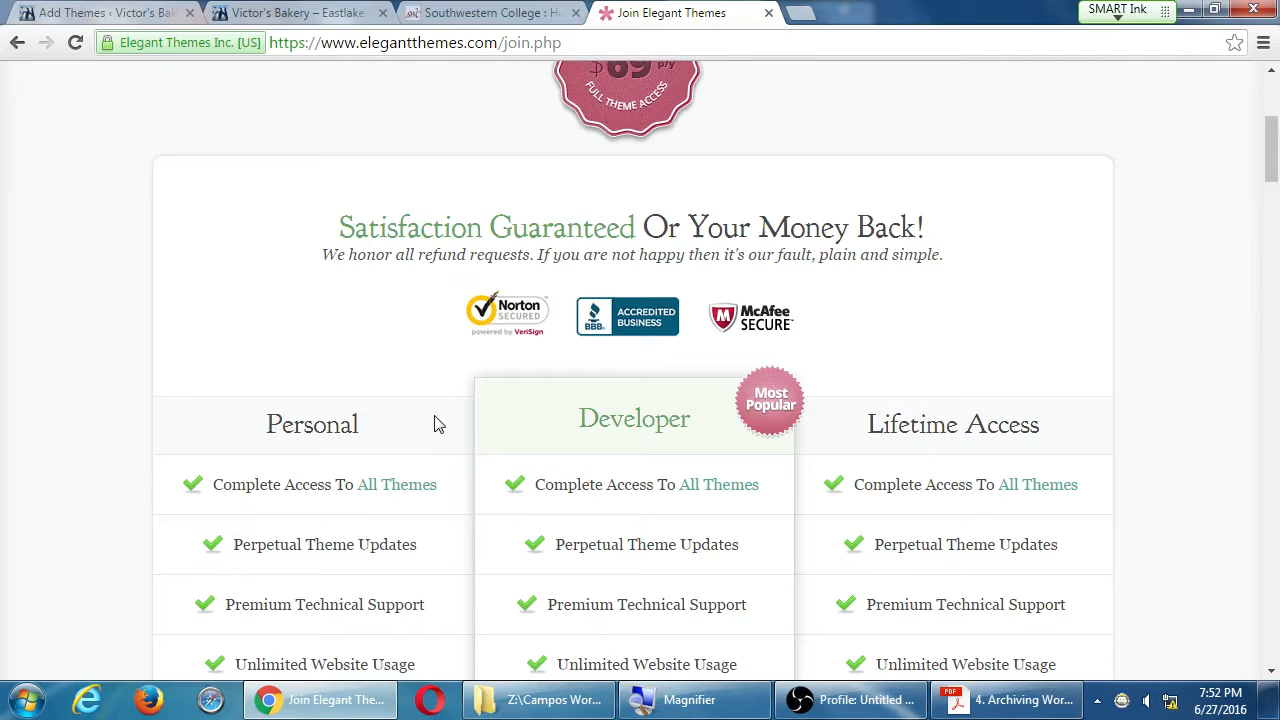 Add Themes ‹ Victor's Ba
Victor's Bakery – Eastlake
Southwestern College : H
Join Elegant Themes
SMART Ink
Elegant Themes Inc. [US]
https://www.elegantthemes.com/join.php
$69 p/y
FULL THEME ACCESS
Satisfaction Guaranteed Or Your Money Back!
We honor all refund requests. If you are not happy then it's our fault, plain and simple.
Norton
SECURED
powered by VeriSign
BBB.
ACCREDITED
BUSINESS
McAfee
SECURE
Most
Popular
Personal
Developer
Lifetime Access
Complete Access To All Themes
Complete Access To All Themes
Complete Access To All Themes
Perpetual Theme Updates
Perpetual Theme Updates
Perpetual Theme Updates
Premium Technical Support
Premium Technical Support
Premium Technical Support
Unlimited Website Usage
Unlimited Website Usage
Unlimited Website Usage
Join Elegant The...
Z:\Campos Wor...
Magnifier
Profile: Untitled ...
PDF
4. Archiving Wor...
7:52 PM
6/27/2016